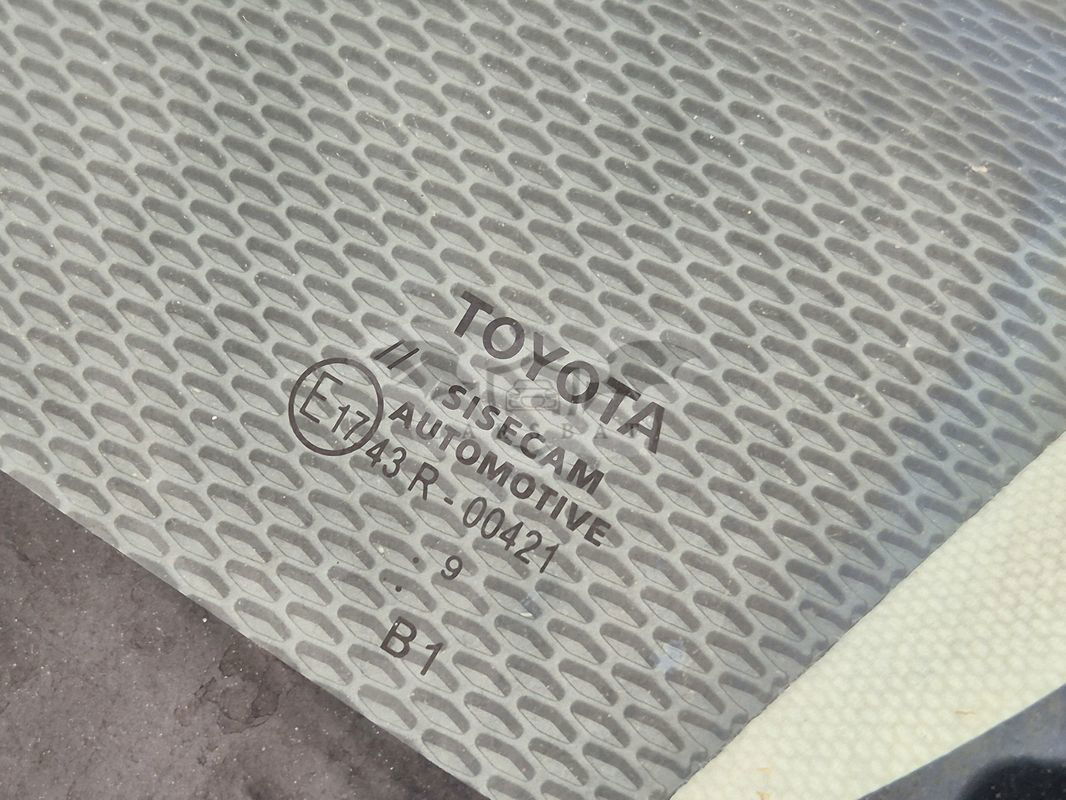 TOYOTA
// SISECAM
AUTOMOTIVE
E17 43 R - 00421
. . 9
B1